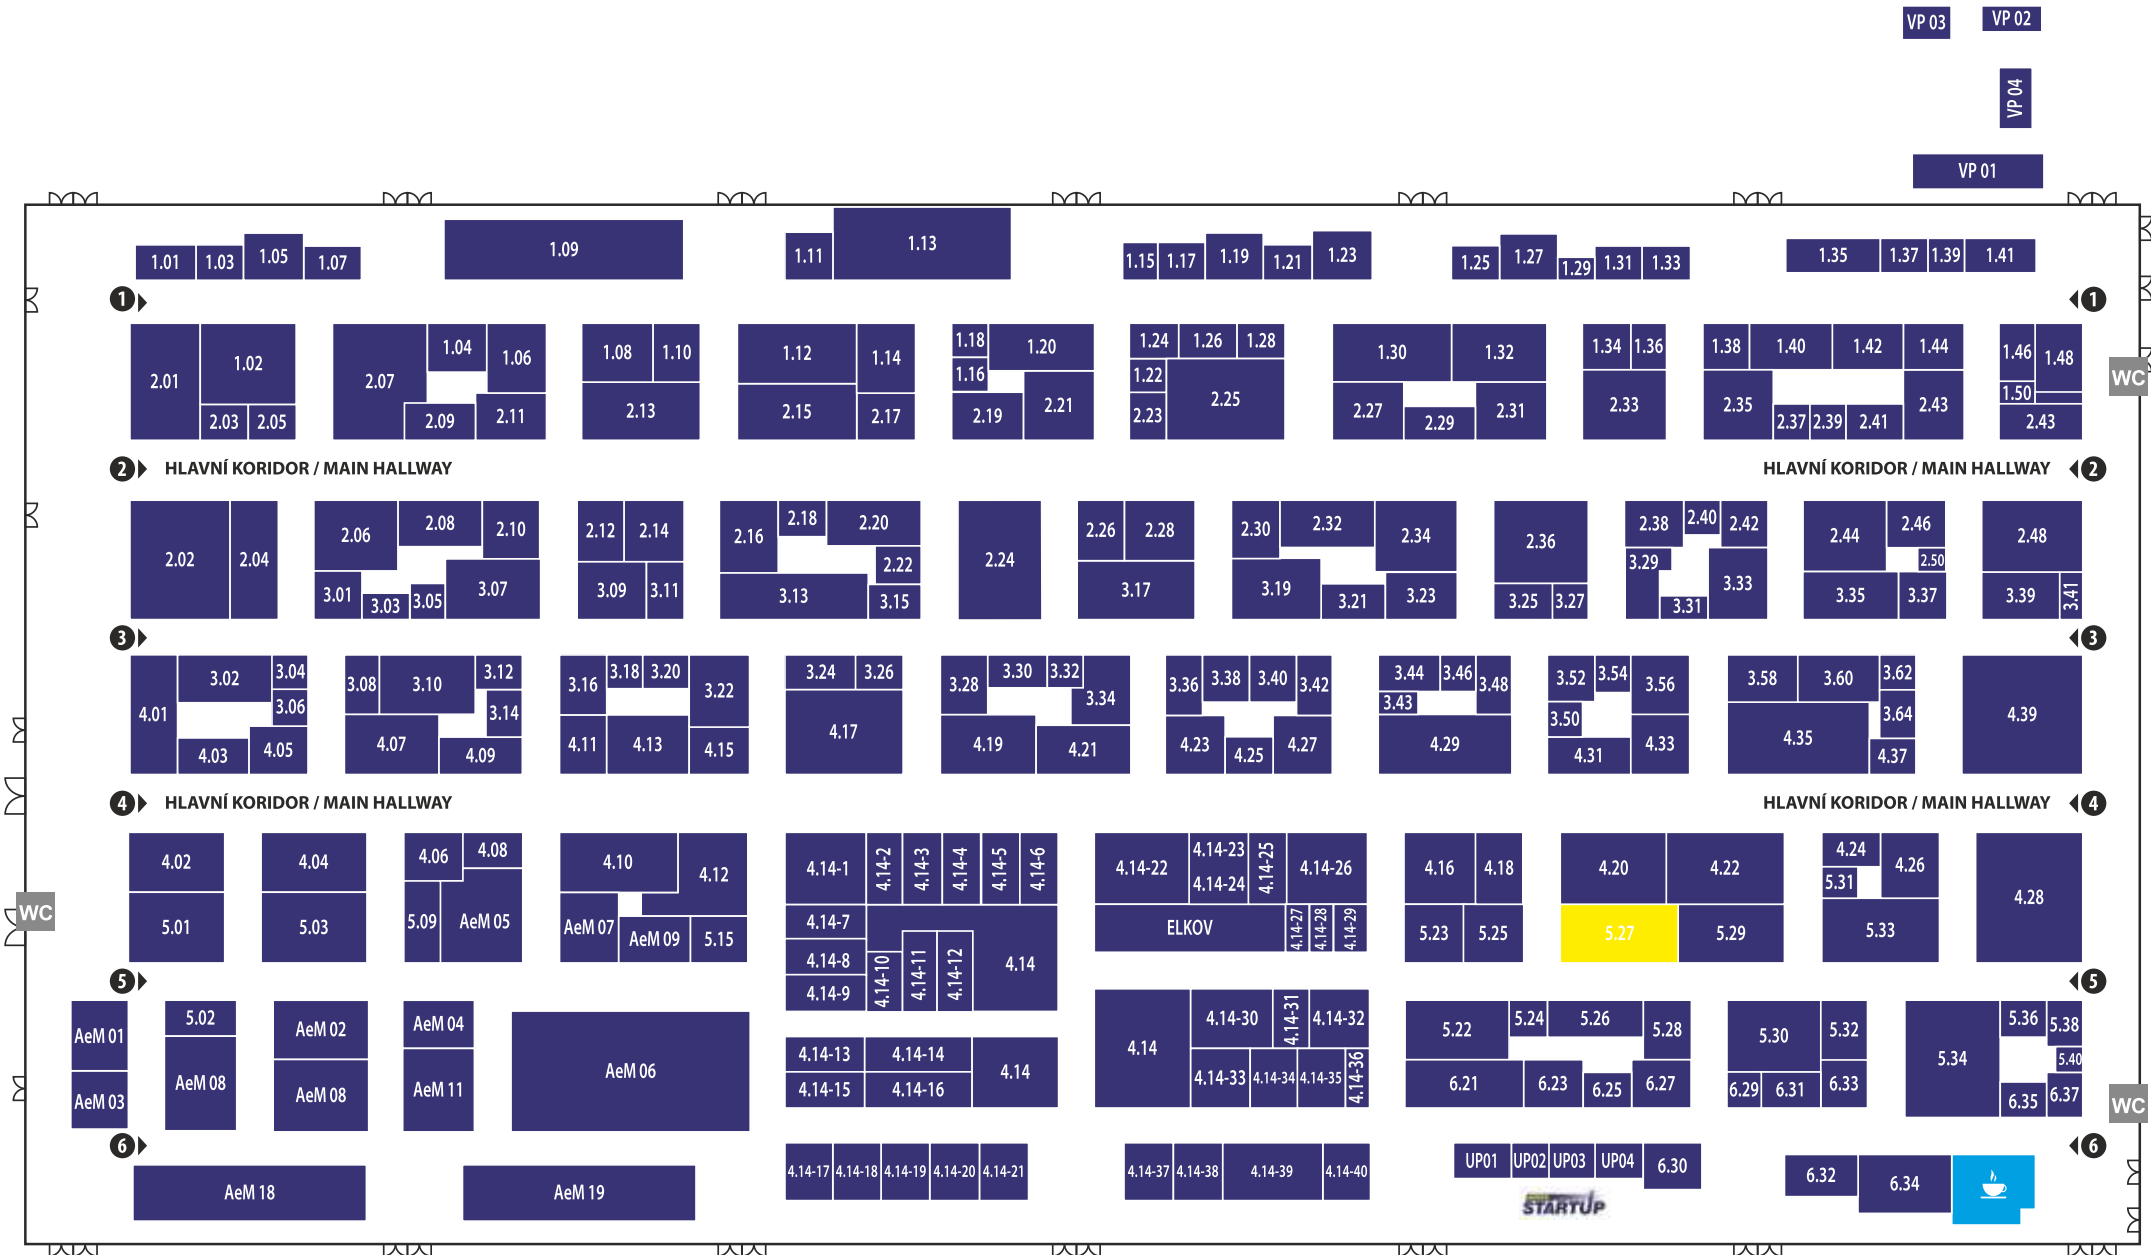 VP 03 VP 02
VP 04
VP 01
1.01 1.03 1.05 1.07 1.09 1.11 1.13 1.15 1.17 1.19 1.21 1.23 1.25 1.27 1.29 1.31 1.33 1.35 1.37 1.39 1.41
1 1
2.01 1.02 2.07 1.04 1.06 1.08 1.10 1.12 1.14 1.18 1.20 1.24 1.26 1.28 1.30 1.32 1.34 1.36 1.38 1.40 1.42 1.44 1.46 1.48
1.16 1.22 2.25 1.50
2.03 2.05 2.09 2.11 2.13 2.15 2.17 2.19 2.21 2.23 2.27 2.29 2.31 2.33 2.35 2.37 2.39 2.41 2.43 2.43
2 HLAVNÍ KORIDOR / MAIN HALLWAY HLAVNÍ KORIDOR / MAIN HALLWAY 2
WC
2.02 2.04 2.06 2.08 2.10 2.12 2.14 2.16 2.18 2.20 2.24 2.26 2.28 2.30 2.32 2.34 2.36 2.38 2.40 2.42 2.44 2.46 2.48
2.22 3.29 2.50
3.01 3.03 3.05 3.07 3.09 3.11 3.13 3.15 3.17 3.19 3.21 3.23 3.25 3.27 3.31 3.33 3.35 3.37 3.39 3.41
3 3
4.01 3.02 3.04 3.08 3.10 3.12 3.16 3.18 3.20 3.22 3.24 3.26 3.28 3.30 3.32 3.34 3.36 3.38 3.40 3.42 3.44 3.46 3.48 3.52 3.54 3.56 3.58 3.60 3.62 4.39
3.06 3.14 3.43 3.50 3.64
4.03 4.05 4.07 4.09 4.11 4.13 4.15 4.17 4.19 4.21 4.23 4.25 4.27 4.29 4.31 4.33 4.35 4.37
4 HLAVNÍ KORIDOR / MAIN HALLWAY HLAVNÍ KORIDOR / MAIN HALLWAY 4
4.02 4.04 4.06 4.08 4.10 4.12 4.14-1 4.14-2 4.14-3 4.14-4 4.14-5 4.14-6 4.14-22 4.14-23 4.14-25 4.14-26 4.16 4.18 4.20 4.22 4.24 4.26 4.28
4.14-24 5.31
WC
5.01 5.03 5.09 AeM 05 AeM 07 AeM 09 5.15 4.14-7 ELKOV 4.14-27 4.14-28 4.14-29 5.23 5.25 5.27 5.29 5.33
4.14-8 4.14-10 4.14-11 4.14-12 4.14
4.14-9
5 5
AeM 01 5.02 AeM 02 AeM 04 AeM 06 4.14 4.14-30 4.14-31 4.14-32 5.22 5.24 5.26 5.28 5.30 5.32 5.34 5.36 5.38
4.14-13 4.14-14 4.14 5.40
AeM 03 AeM 08 AeM 08 AeM 11 4.14-15 4.14-16 4.14-33 4.14-34 4.14-35 4.14-36 6.21 6.23 6.25 6.27 6.29 6.31 6.33 6.35 6.37
WC
6 6
AeM 18 AeM 19 4.14-17 4.14-18 4.14-19 4.14-20 4.14-21 4.14-37 4.14-38 4.14-39 4.14-40 UP01 UP02 UP03 UP04 6.30 6.32 6.34
STARTUP